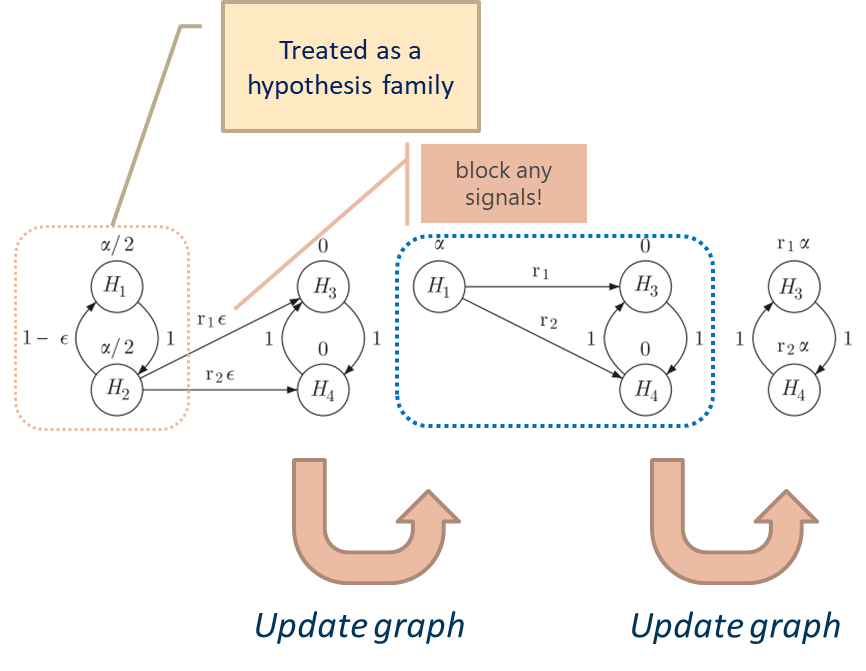 Treated as a
hypothesis family
block any
signals!
α/2
H₁
1 − ϵ
1
α/2
H₂
r₁ϵ
r₂ϵ
0
H₃
1
1
0
H₄
α
H₁
r₁
r₂
0
H₃
1
1
0
H₄
r₁α
H₃
1
1
r₂α
H₄
Update graph
Update graph